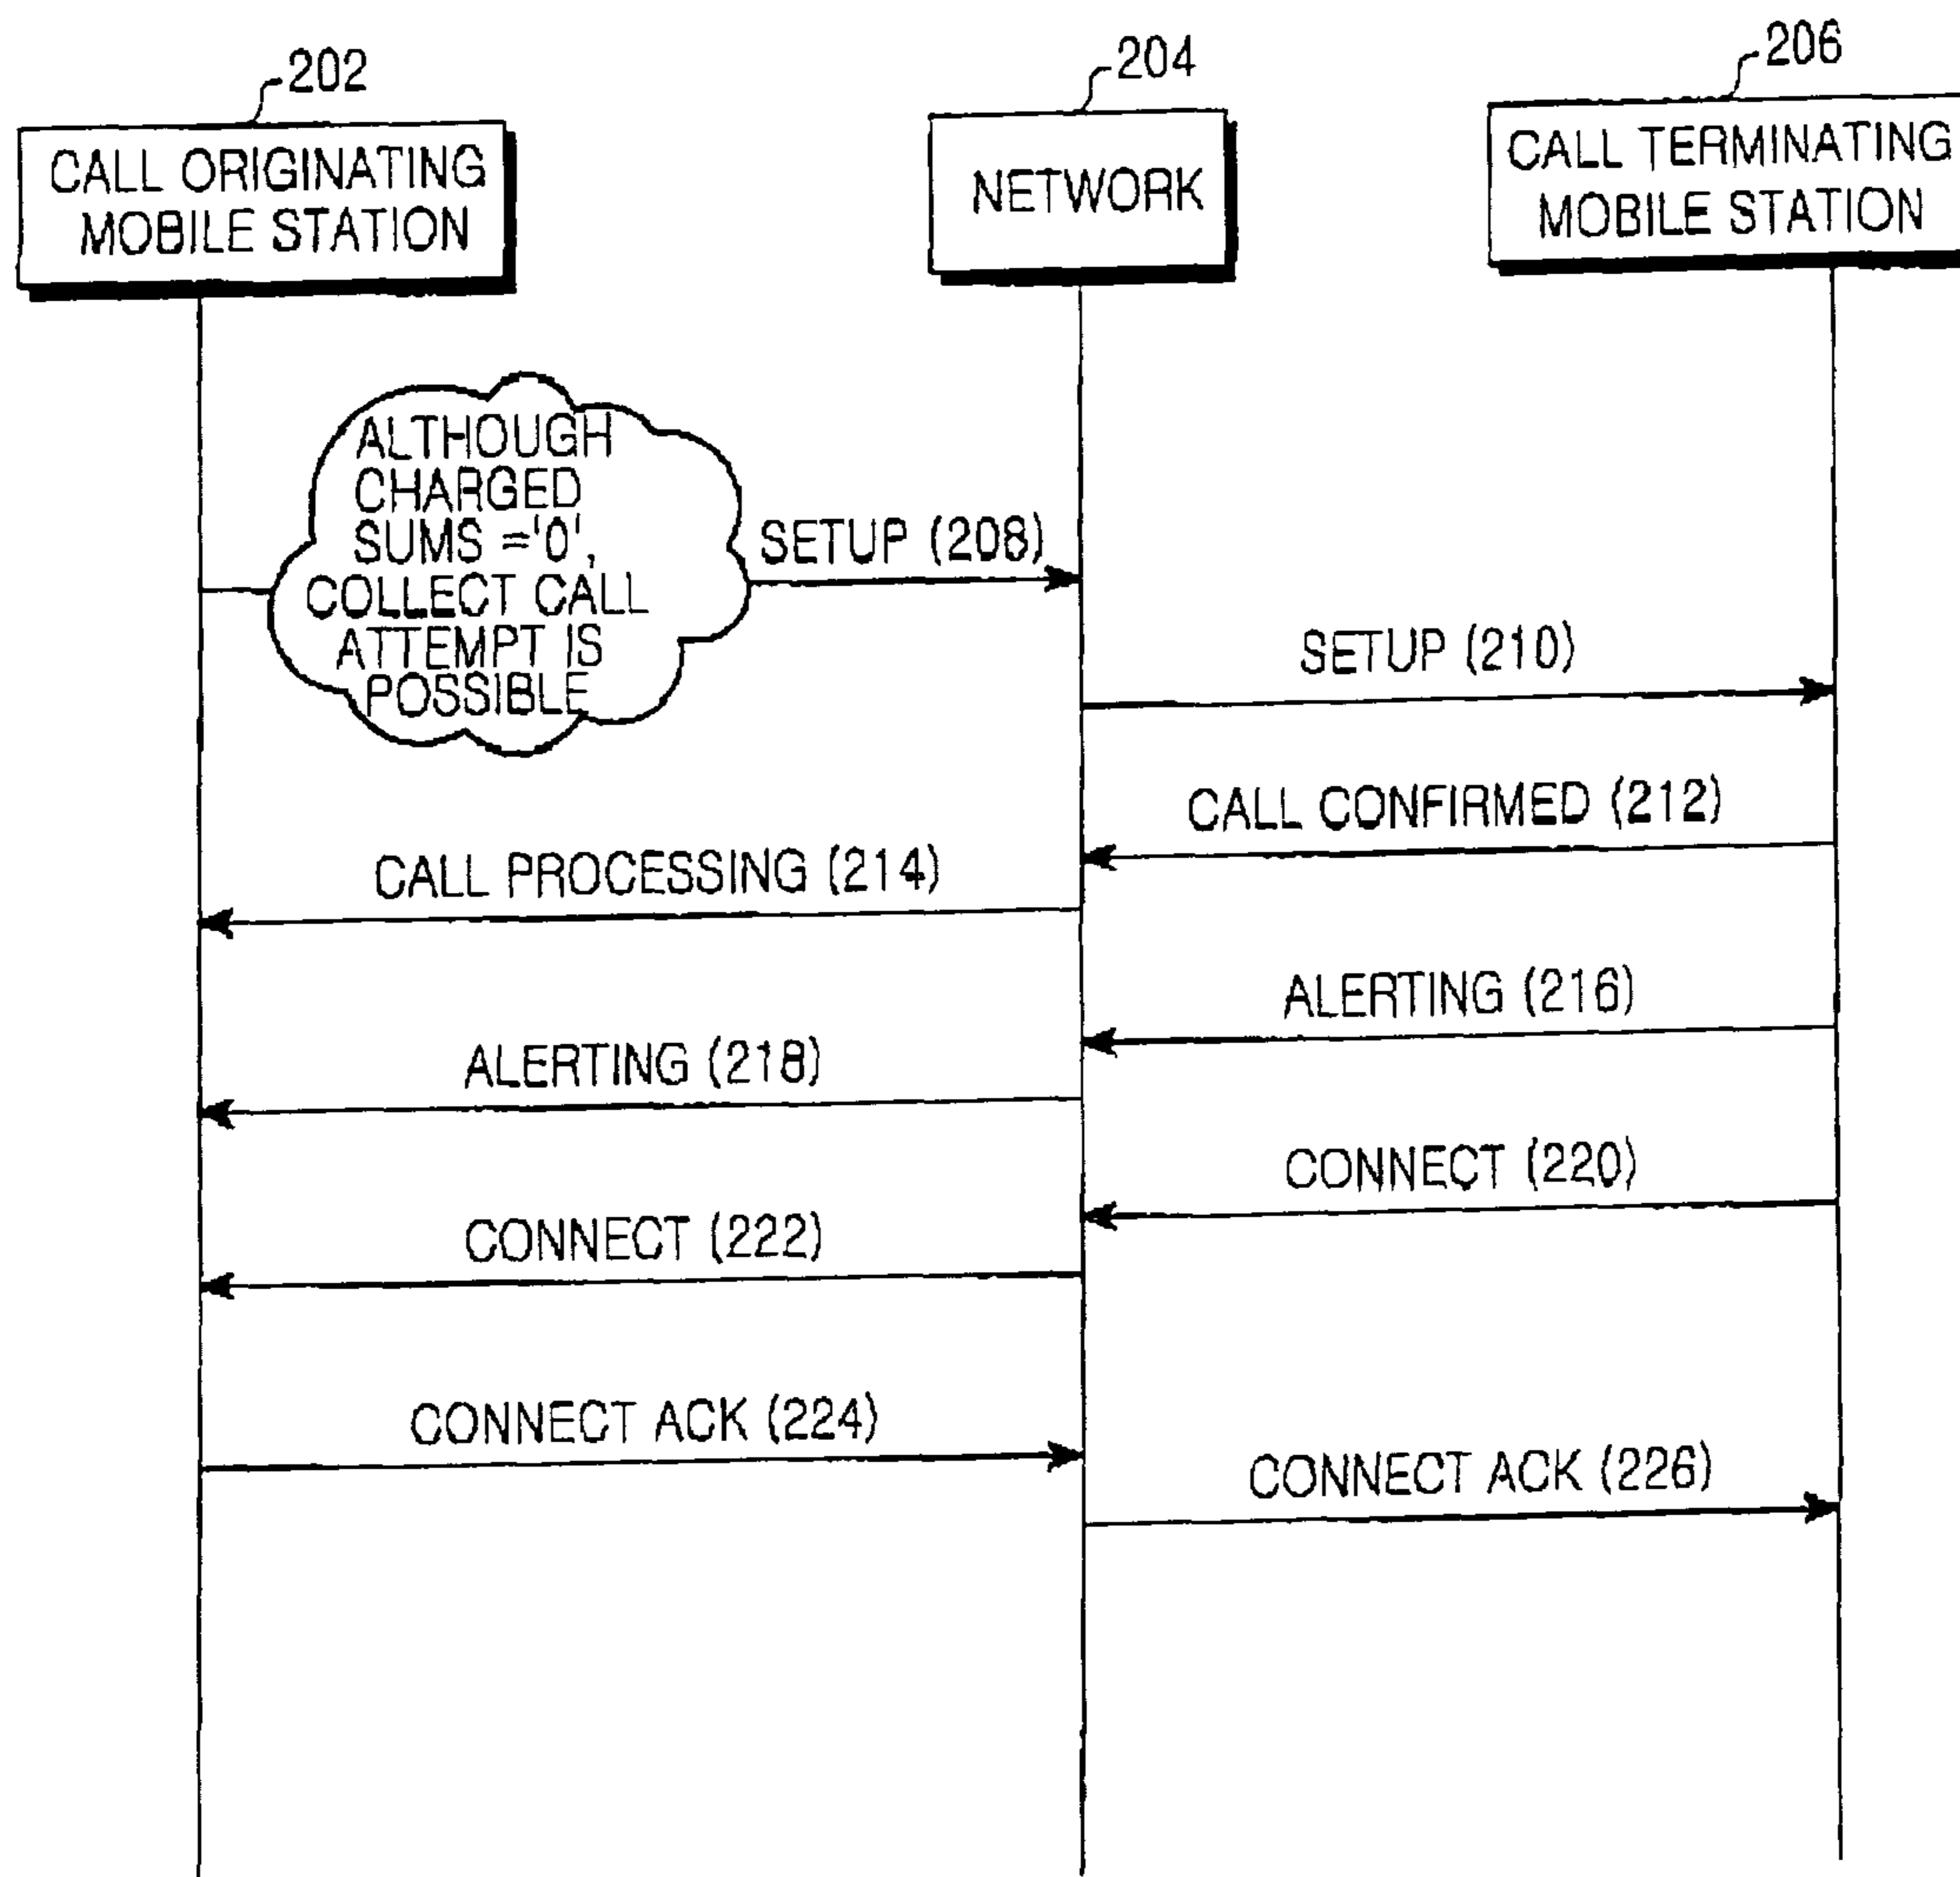 202
204
206
CALL ORIGINATING
MOBILE STATION
NETWORK
CALL TERMINATING
MOBILE STATION
ALTHOUGH
CHARGED
SUMS ='0',
COLLECT CALL
ATTEMPT IS
POSSIBLE
SETUP (208)
SETUP (210)
CALL CONFIRMED (212)
CALL PROCESSING (214)
ALERTING (216)
ALERTING (218)
CONNECT (220)
CONNECT (222)
CONNECT ACK (224)
CONNECT ACK (226)